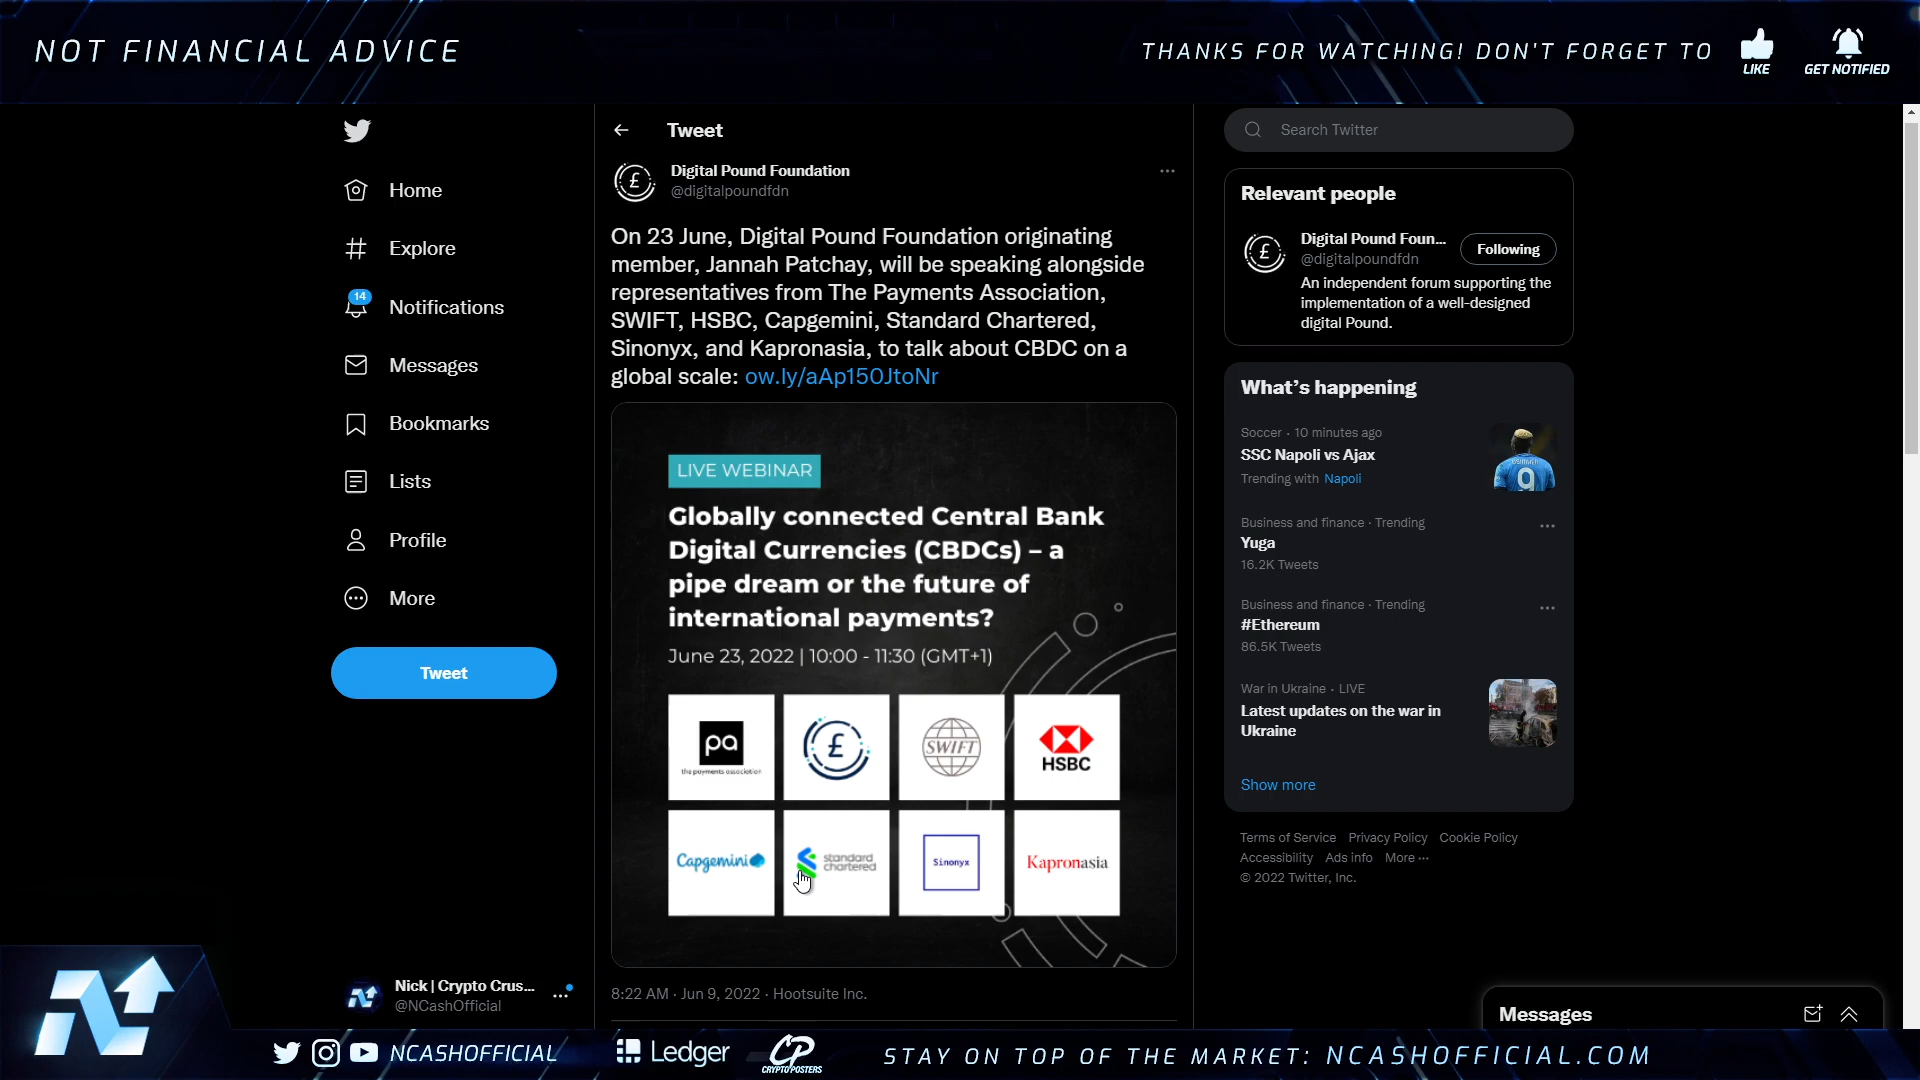 NOT FINANCIAL ADVICE
THANKS FOR WATCHING! DON'T FORGET TO
LIKE
GET NOTIFIED
Home
Explore
14
Notifications
Messages
Bookmarks
Lists
Profile
More
Tweet
Nick | Crypto Crus...
@NCashOfficial
Tweet
Digital Pound Foundation
@digitalpoundfdn
On 23 June, Digital Pound Foundation originating
member, Jannah Patchay, will be speaking alongside
representatives from The Payments Association,
SWIFT, HSBC, Capgemini, Standard Chartered,
Sinonyx, and Kapronasia, to talk about CBDC on a
global scale: ow.ly/aAp150JtoNr
LIVE WEBINAR
Globally connected Central Bank
Digital Currencies (CBDCs) – a
pipe dream or the future of
international payments?
June 23, 2022 | 10:00 - 11:30 (GMT+1)
pa
the payments association
£
SWIFT
HSBC
Capgemini
standard
chartered
Sinonyx
Kapronasia
8:22 AM · Jun 9, 2022 · Hootsuite Inc.
Search Twitter
Relevant people
Digital Pound Foun...
Following
@digitalpoundfdn
An independent forum supporting the
implementation of a well-designed
digital Pound.
What's happening
Soccer · 10 minutes ago
SSC Napoli vs Ajax
Trending with Napoli
Business and finance · Trending
Yuga
16.2K Tweets
Business and finance · Trending
#Ethereum
86.5K Tweets
War in Ukraine · LIVE
Latest updates on the war in
Ukraine
Show more
Terms of Service Privacy Policy Cookie Policy
Accessibility Ads info More ···
© 2022 Twitter, Inc.
Messages
NCASHOFFICIAL
Ledger
CP
CRYPTOPOSTERS
STAY ON TOP OF THE MARKET: NCASHOFFICIAL.COM